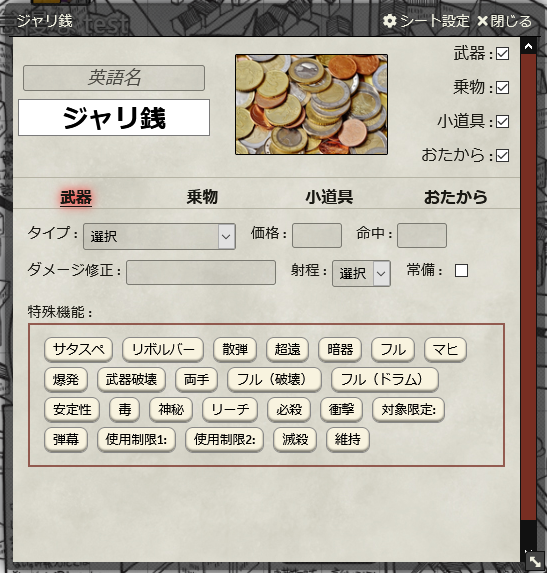 ジャリ銭
シート設定 閉じる
test
武器:
英語名
乗物:
ジャリ銭
小道具:
おたから:
武器 乗物 小道具 おたから
タイプ: 選択 価格: 命中:
ダメージ修正: 射程: 選択 常備:
特殊機能:
サタスペ リボルバー 散弾 超遠 暗器 フル マヒ
爆発 武器破壊 両手 フル（破壊） フル（ドラム）
安定性 毒 神秘 リーチ 必殺 衝撃 対象限定:
弾幕 使用制限1: 使用制限2: 滅殺 維持